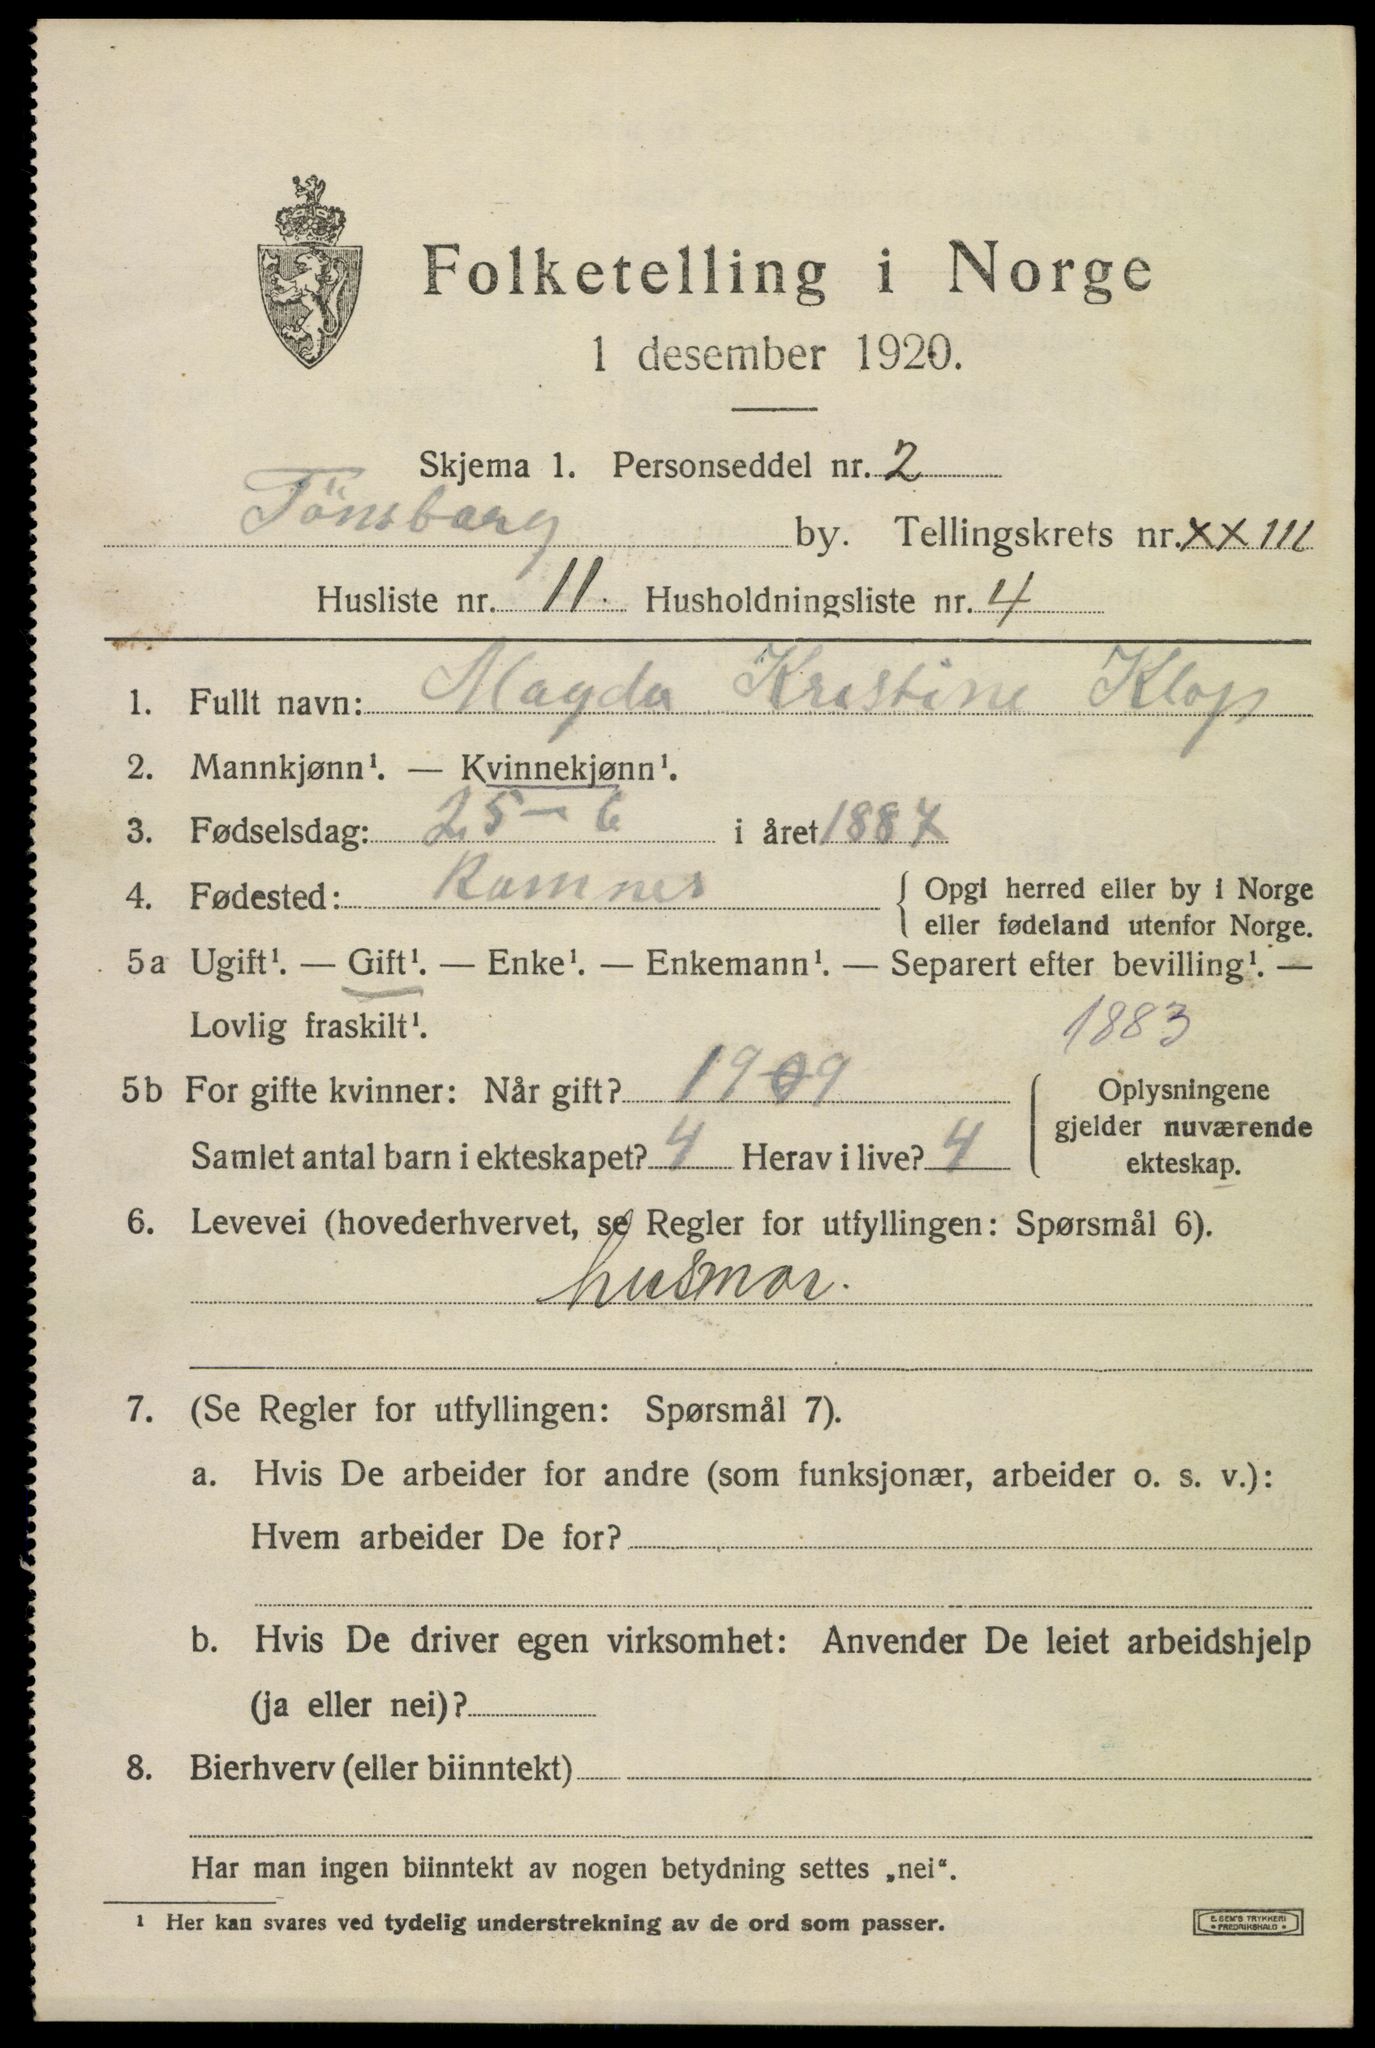 Folketelling i Norge
1 desember 1920.
Skjema 1. Personseddel nr. 2
Tönsberg by. Tellingskrets nr. XXIII
Husliste nr. 11. Husholdningsliste nr. 4
1. Fullt navn: Magda Kristine Klop
2. Mannkjønn¹. — Kvinnekjønn¹.
3. Fødselsdag: 25 - 6 i året 1887
4. Fødested: Ramnes { Opgi herred eller by i Norge
eller fødeland utenfor Norge.
5a Ugift¹. — Gift¹. — Enke¹. — Enkemann¹. — Separert efter bevilling¹. —
Lovlig fraskilt¹. 1883
5b For gifte kvinner: Når gift? 1909 { Oplysningene
gjelder nuværende
Samlet antal barn i ekteskapet? 4 Herav i live? 4 ekteskap.
6. Levevei (hovederhvervet, se Regler for utfyllingen: Spørsmål 6).
husmor.
7. (Se Regler for utfyllingen: Spørsmål 7).
a. Hvis De arbeider for andre (som funksjonær, arbeider o. s. v.):
Hvem arbeider De for?
b. Hvis De driver egen virksomhet: Anvender De leiet arbeidshjelp
(ja eller nei)?
8. Bierhverv (eller biinntekt)
Har man ingen biinntekt av nogen betydning settes „nei“.
¹ Her kan svares ved tydelig understrekning av de ord som passer.
E. SEM'S TRYKKERI
• FREDRIKSHALD •